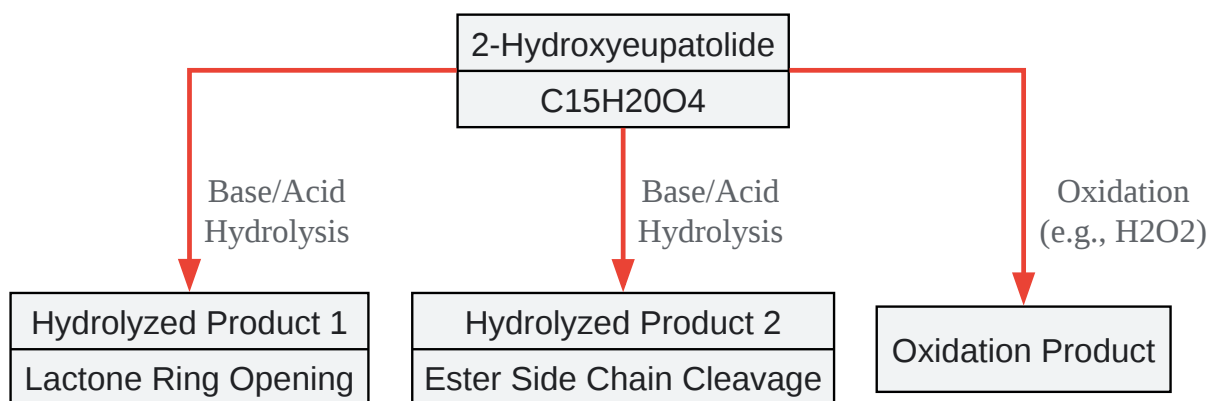 2-Hydroxyeupatolide
C15H20O4
Base/Acid
Hydrolysis
Base/Acid
Hydrolysis
Oxidation
(e.g., H2O2)
Hydrolyzed Product 1
Lactone Ring Opening
Hydrolyzed Product 2
Ester Side Chain Cleavage
Oxidation Product